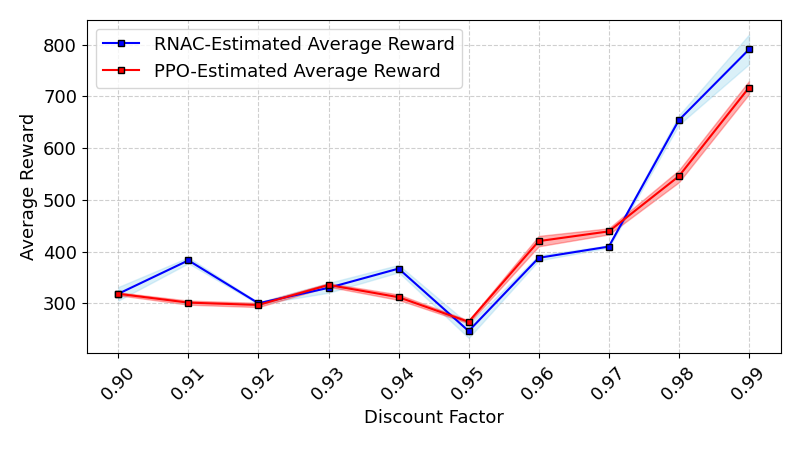 RNAC-Estimated Average Reward
PPO-Estimated Average Reward
Average Reward
800
700
600
500
400
300
0.90 0.91 0.92 0.93 0.94 0.95 0.96 0.97 0.98 0.99
Discount Factor